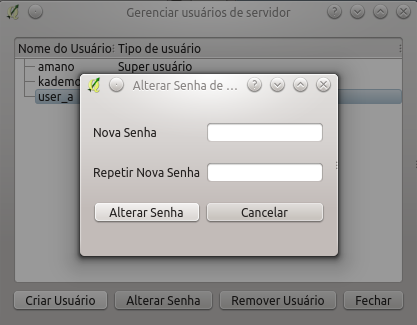 Gerenciar usuários de servidor
Nome do Usuário Tipo de usuário
amano Super usuário
kademo
user_a
Alterar Senha de ...
Nova Senha
Repetir Nova Senha
Alterar Senha Cancelar
Criar Usuário Alterar Senha Remover Usuário Fechar